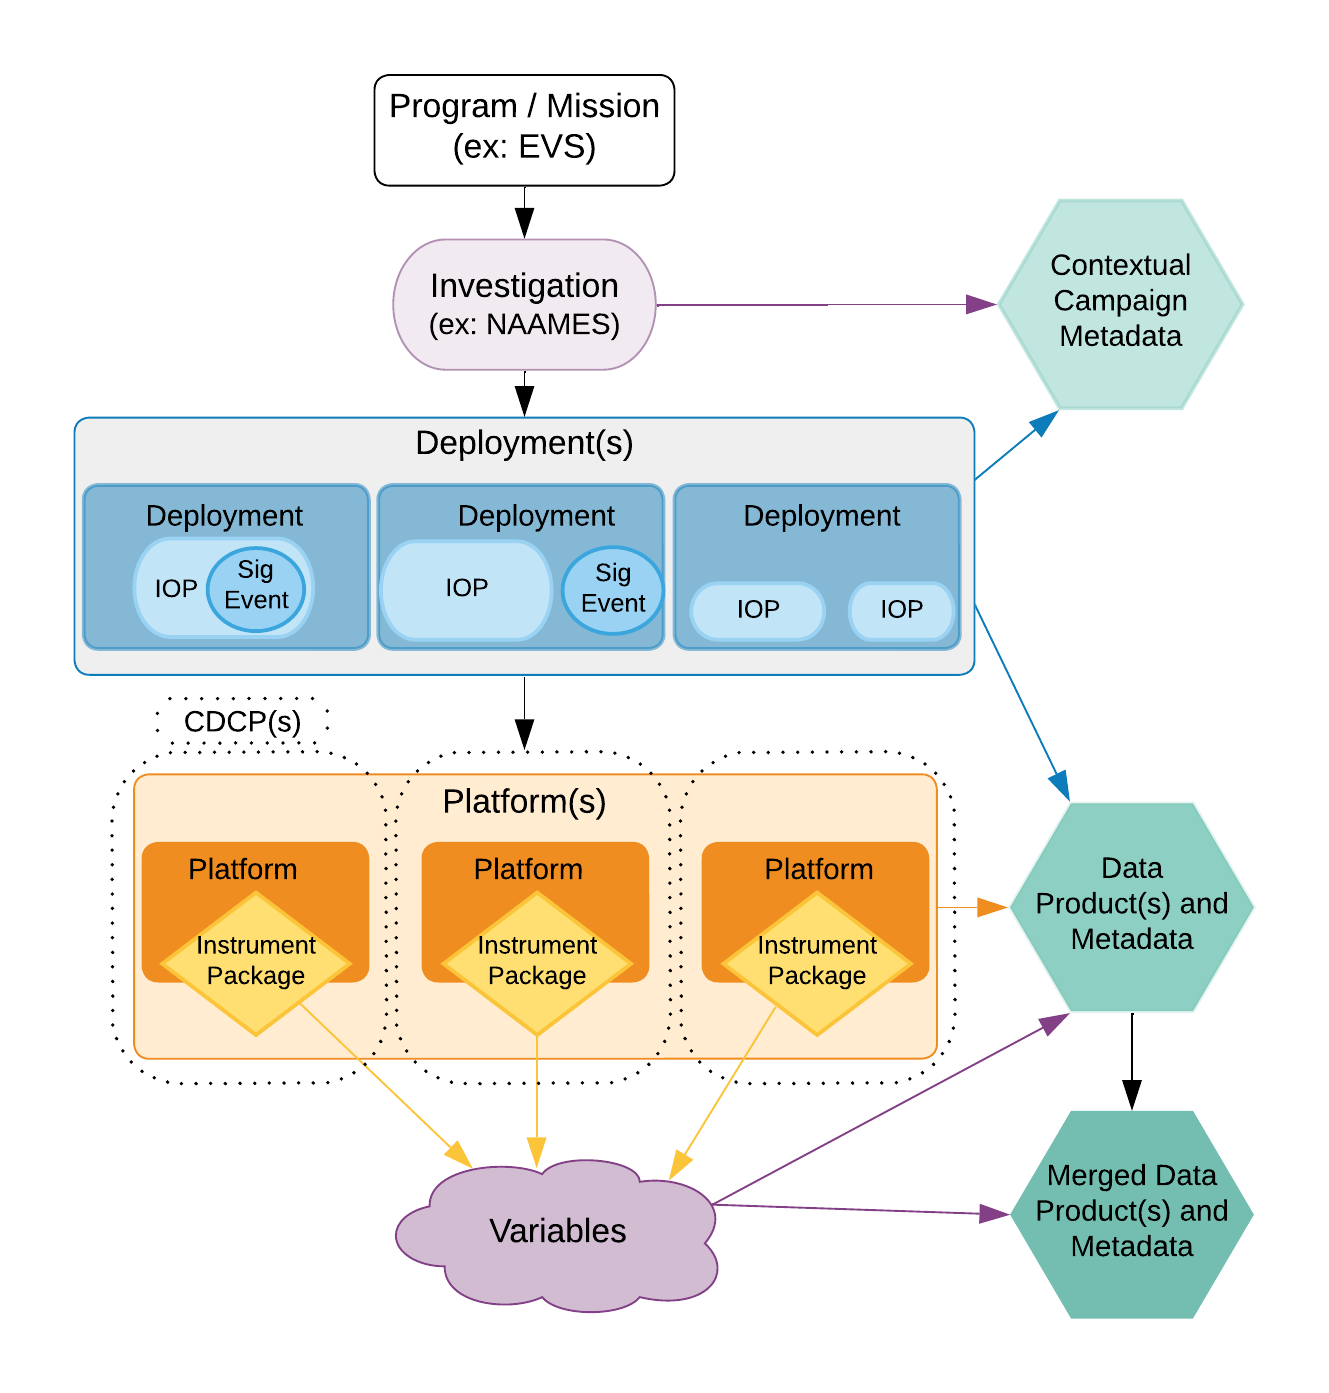 Program / Mission
(ex: EVS)
Investigation
(ex: NAAMES)
Contextual
Campaign
Metadata
Deployment(s)
Deployment
IOP
Sig
Event
Deployment
IOP
Sig
Event
Deployment
IOP
IOP
CDCP(s)
Platform(s)
Platform
Instrument
Package
Platform
Instrument
Package
Platform
Instrument
Package
Data
Product(s) and
Metadata
Variables
Merged Data
Product(s) and
Metadata